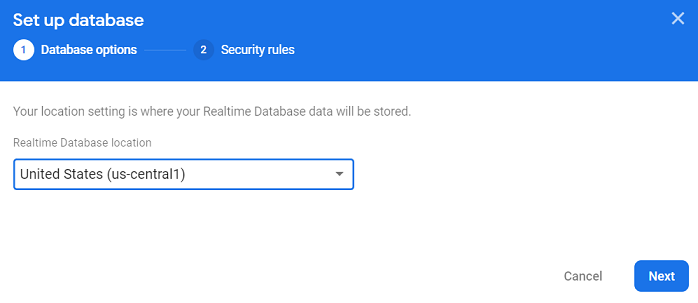 Set up database
1 Database options 2 Security rules
Your location setting is where your Realtime Database data will be stored.
Realtime Database location
United States (us-central1)
Cancel Next